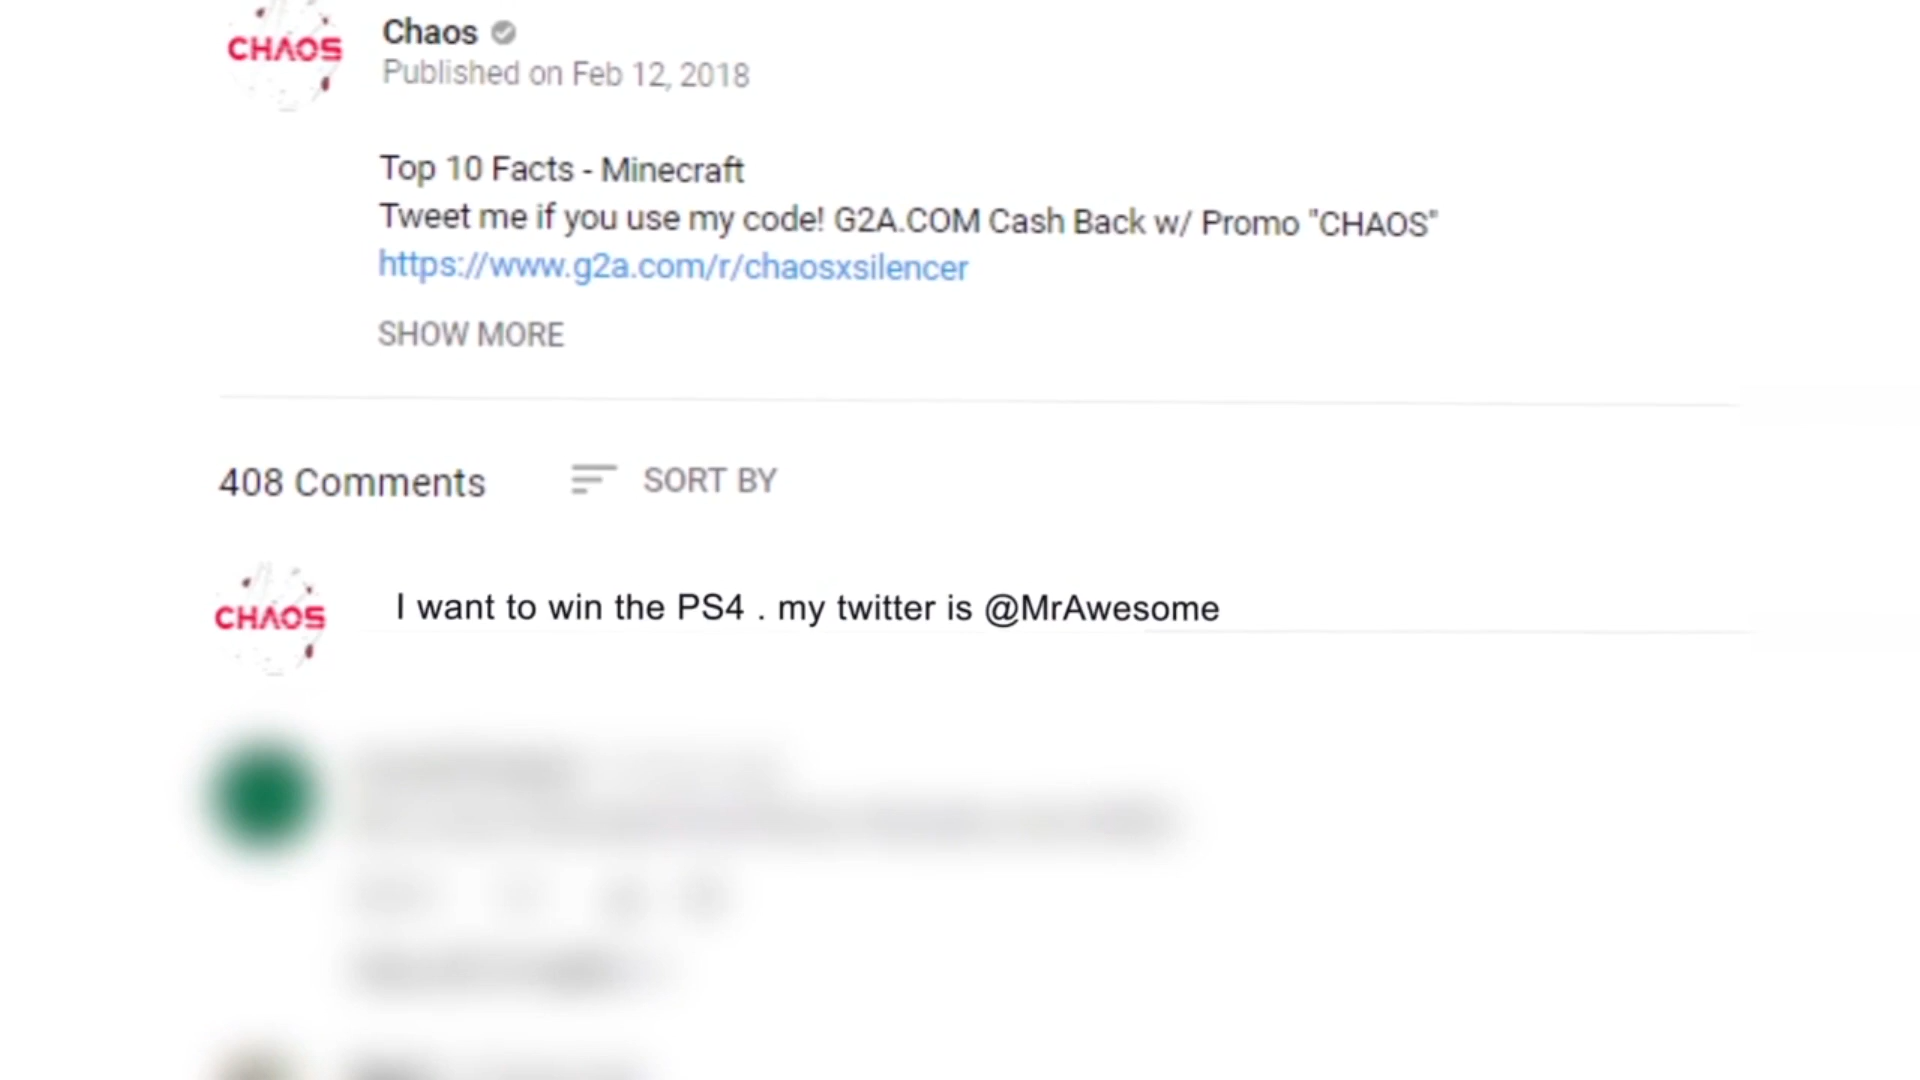 CHAOS
Chaos
Published on Feb 12, 2018
Top 10 Facts - Minecraft
Tweet me if you use my code! G2A.COM Cash Back w/ Promo "CHAOS"
https://www.g2a.com/r/chaosxsilencer
SHOW MORE
408 Comments
SORT BY
CHAOS
I want to win the PS4 . my twitter is @MrAwesome